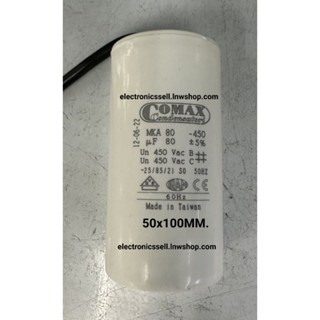 electronicssell.lnwshop.com
COMAX
Condensatori
12-06-22
MKA 80 -450
µF 80 ±5%
Un 450 Vac B
Un 450 Vac C
-25/85/21 50 50HZ
60Hz
Made in Taiwan
50x100MM.
electronicssell.lnwshop.com